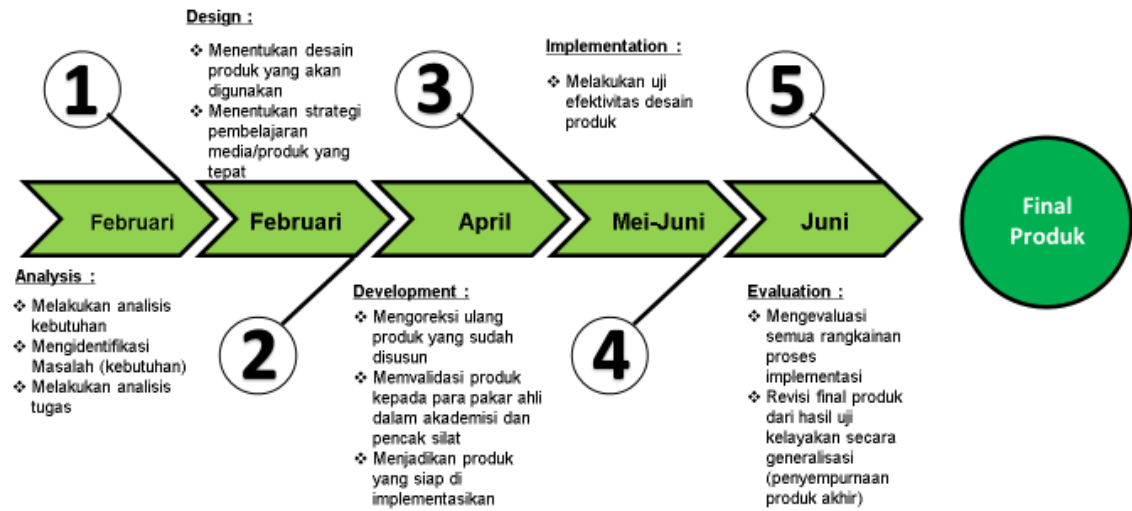 1
Februari
Analysis :
❖ Melakukan analisis
kebutuhan
❖ Mengidentifikasi
Masalah (kebutuhan)
❖ Melakukan analisis
tugas
Design :
❖ Menentukan desain
produk yang akan
digunakan
❖ Menentukan strategi
pembelajaran
media/produk yang
tepat
Februari
2
3
April
Development :
❖ Mengoreksi ulang
produk yang sudah
disusun
❖ Memvalidasi produk
kepada para pakar ahli
dalam akademisi dan
pencak silat
❖ Menjadikan produk
yang siap di
implementasikan
Implementation :
❖ Melakukan uji
efektivitas desain
produk
Mei-Juni
4
5
Juni
Evaluation :
❖ Mengevaluasi
semua rangkainan
proses
implementasi
❖ Revisi final produk
dari hasil uji
kelayakan secara
generalisasi
(penyempurnaan
produk akhir)
Final
Produk